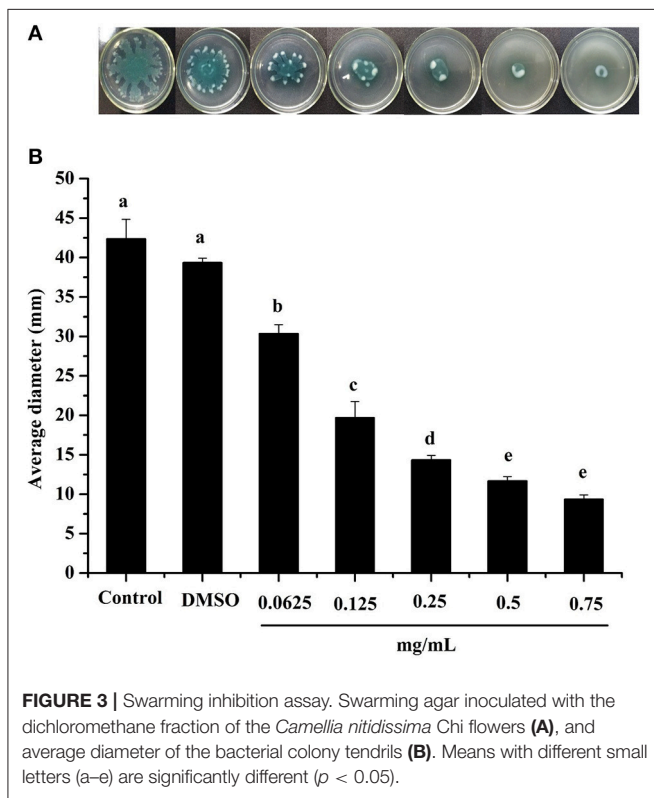 A
B
50
45
40
35
30
25
20
15
10
5
0
Average diameter (mm)
a
a
b
c
d
e
e
Control DMSO 0.0625 0.125 0.25 0.5 0.75
mg/mL
FIGURE 3 | Swarming inhibition assay. Swarming agar inoculated with the
dichloromethane fraction of the Camellia nitidissima Chi flowers (A), and
average diameter of the bacterial colony tendrils (B). Means with different small
letters (a–e) are significantly different (p < 0.05).